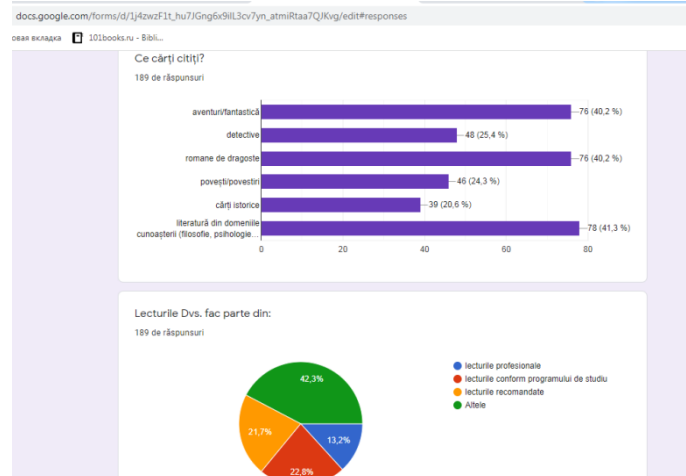 docs.google.com/forms/d/1j4zwzF1t_hu7JGng6x9iIL3cv7yn_atmiRtaa7QJKvg/edit#responses
овая вкладка 101books.ru - Bibli...
Ce cărți citiți?
189 de răspunsuri
aventuri/fantastică 76 (40,2 %)
detective 48 (25,4 %)
romane de dragoste 76 (40,2 %)
povești/povestiri 46 (24,3 %)
cărți istorice 39 (20,6 %)
literatură din domeniile
cunoașterii (filosofie, psihologie... 78 (41,3 %)
0 20 40 60 80
Lecturile Dvs. fac parte din:
189 de răspunsuri
lecturile profesionale
lecturile conform programului de studiu
lecturile recomandate
Altele
42,3%
21,7%
13,2%
22,8%